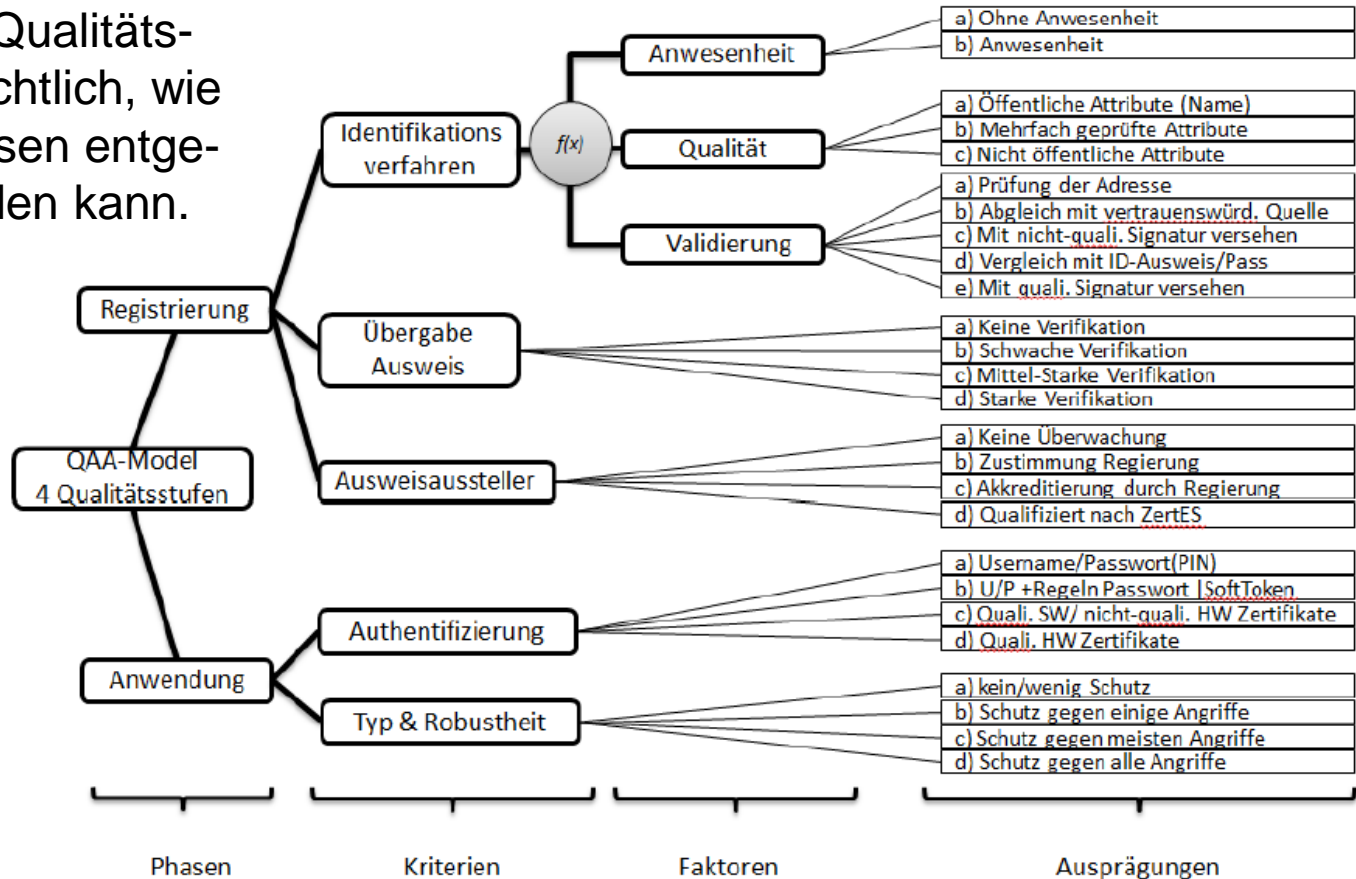 Qualitäts-
chtlich, wie
sen entge-
den kann.
a) Ohne Anwesenheit
b) Anwesenheit
Anwesenheit
a) Öffentliche Attribute (Name)
b) Mehrfach geprüfte Attribute
c) Nicht öffentliche Attribute
Identifikations
verfahren
f(x)
Qualität
a) Prüfung der Adresse
b) Abgleich mit vertrauenswürd. Quelle
c) Mit nicht-quali. Signatur versehen
d) Vergleich mit ID-Ausweis/Pass
e) Mit quali. Signatur versehen
Validierung
Registrierung
Übergabe
Ausweis
a) Keine Verifikation
b) Schwache Verifikation
c) Mittel-Starke Verifikation
d) Starke Verifikation
QAA-Model
4 Qualitätsstufen
Ausweisaussteller
a) Keine Überwachung
b) Zustimmung Regierung
c) Akkreditierung durch Regierung
d) Qualifiziert nach ZertES
Authentifizierung
a) Username/Passwort(PIN)
b) U/P +Regeln Passwort |SoftToken
c) Quali. SW/ nicht-quali. HW Zertifikate
d) Quali. HW Zertifikate
Anwendung
Typ & Robustheit
a) kein/wenig Schutz
b) Schutz gegen einige Angriffe
c) Schutz gegen meisten Angriffe
d) Schutz gegen alle Angriffe
Phasen
Kriterien
Faktoren
Ausprägungen